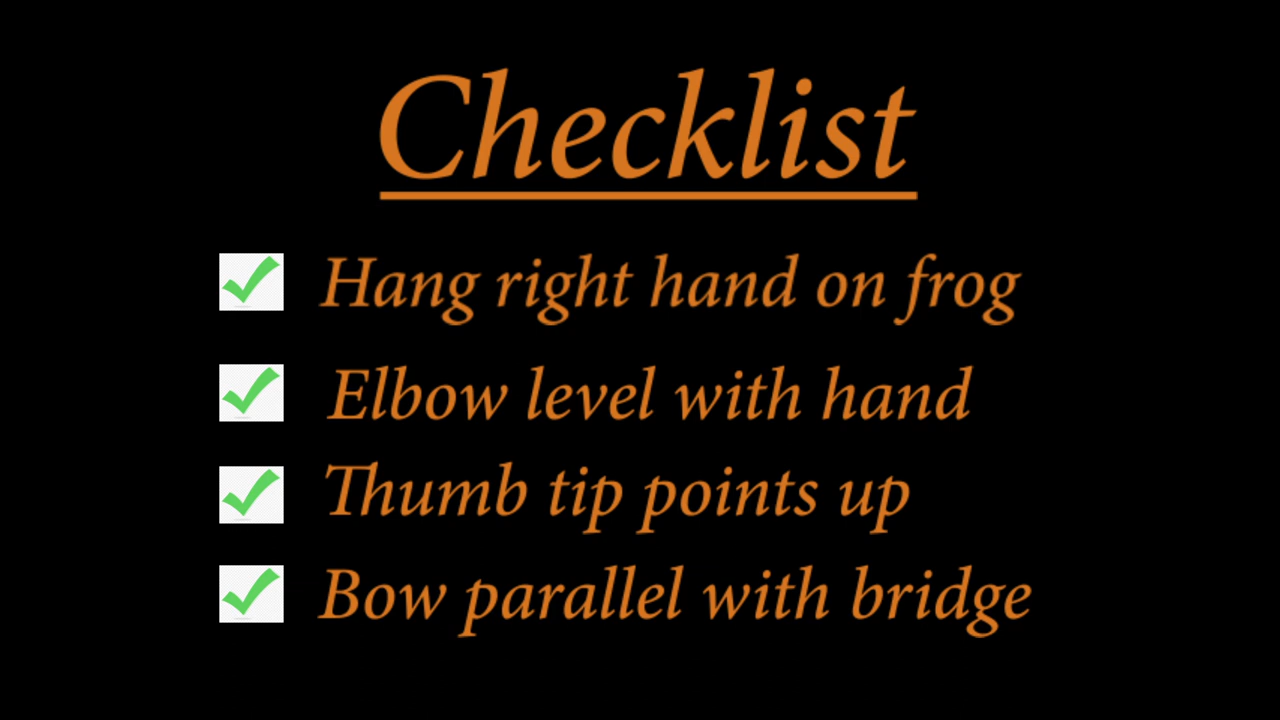 Checklist
Hang right hand on frog
Elbow level with hand
Thumb tip points up
Bow parallel with bridge